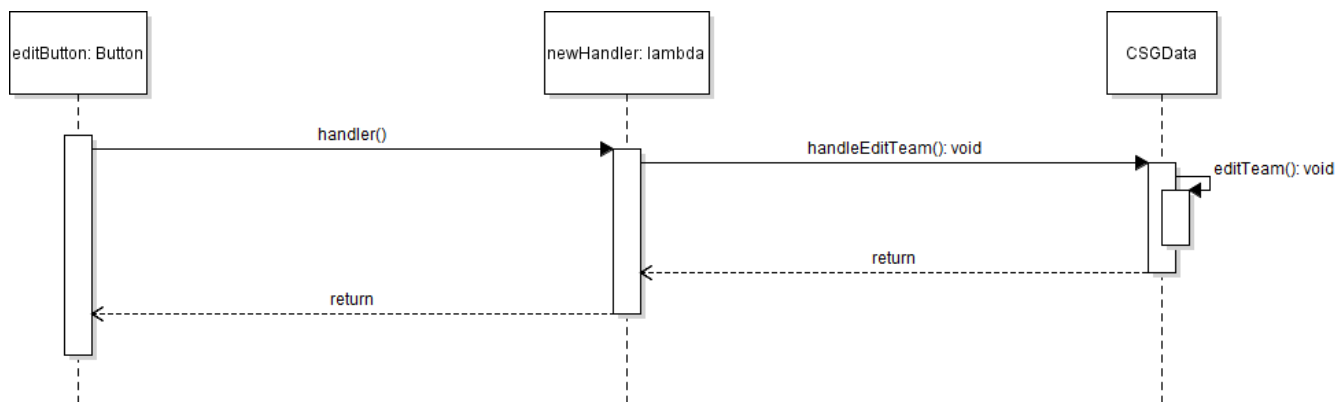 editButton: Button
newHandler: lambda
CSGData
handler()
handleEditTeam(): void
editTeam(): void
return
return